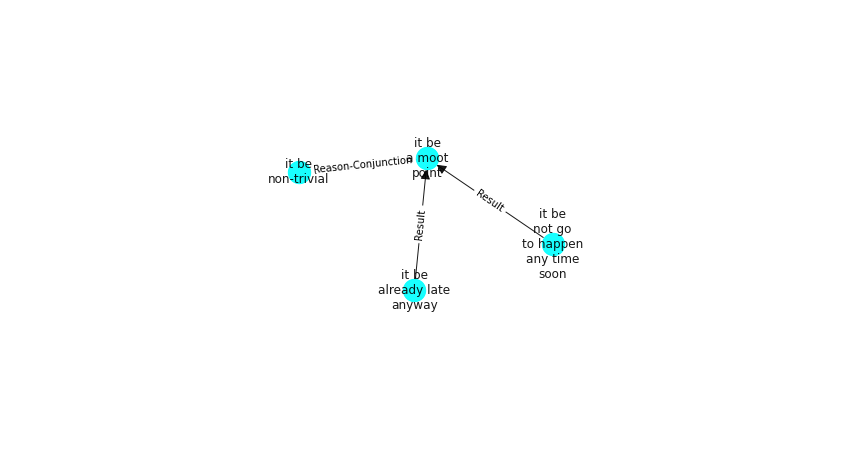 it be
a moot
point
it be
non-trivial
Reason-Conjunction
Result
Result
it be
not go
to happen
any time
soon
it be
already late
anyway